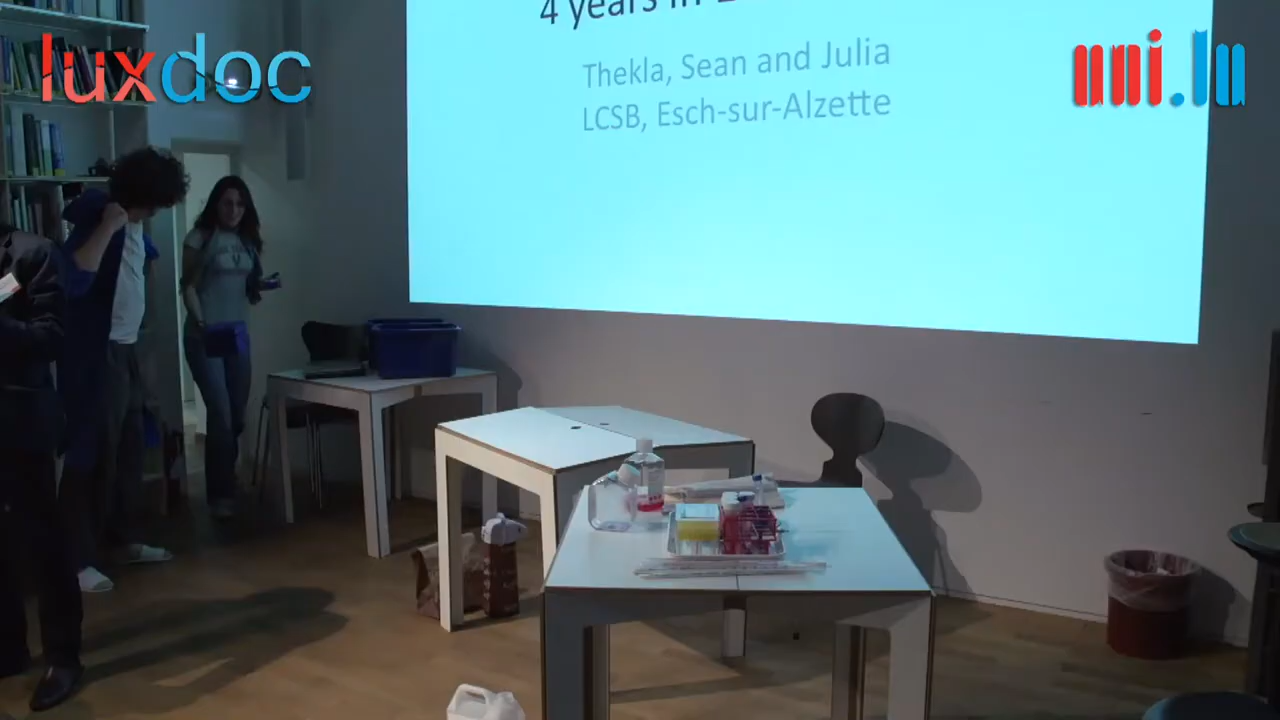 luxdoc
uni.lu
4 years in
Thekla, Sean and Julia
LCSB, Esch-sur-Alzette